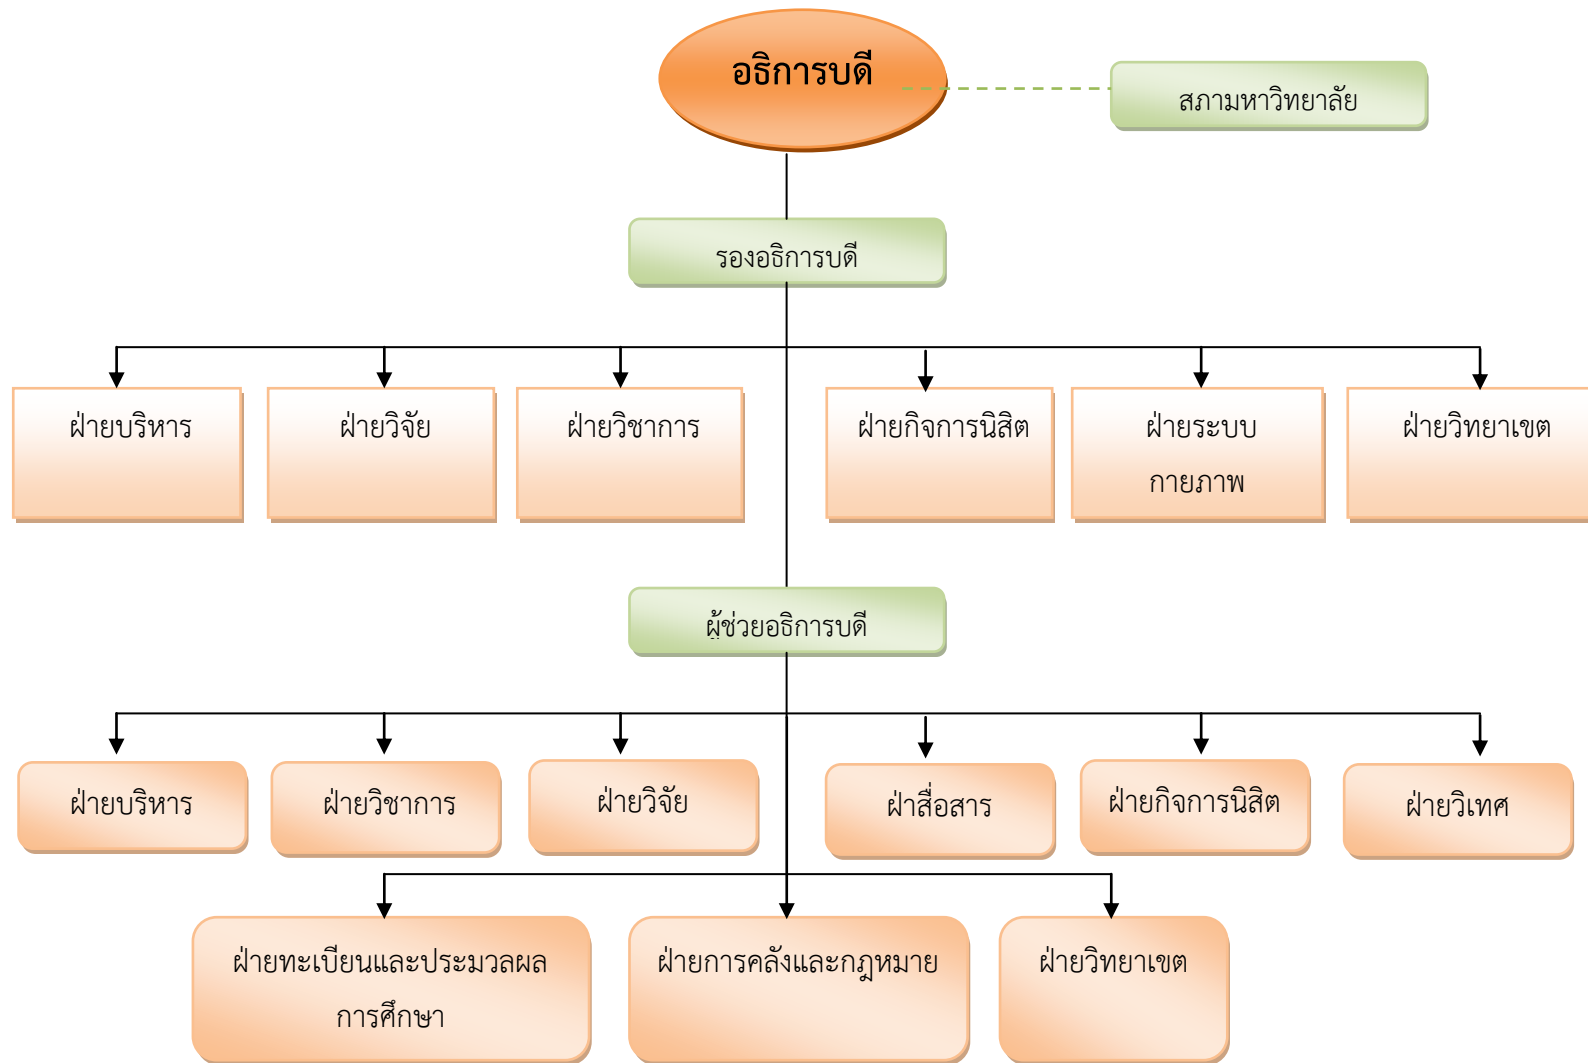 อธิการบดี
สภามหาวิทยาลัย
รองอธิการบดี
ฝ่ายบริหาร
ฝ่ายวิจัย
ฝ่ายวิชาการ
ฝ่ายกิจการนิสิต
ฝ่ายระบบ
กายภาพ
ฝ่ายวิทยาเขต
ผู้ช่วยอธิการบดี
ฝ่ายบริหาร
ฝ่ายวิชาการ
ฝ่ายวิจัย
ฝ่าสื่อสาร
ฝ่ายกิจการนิสิต
ฝ่ายวิเทศ
ฝ่ายทะเบียนและประมวลผล
การศึกษา
ฝ่ายการคลังและกฎหมาย
ฝ่ายวิทยาเขต